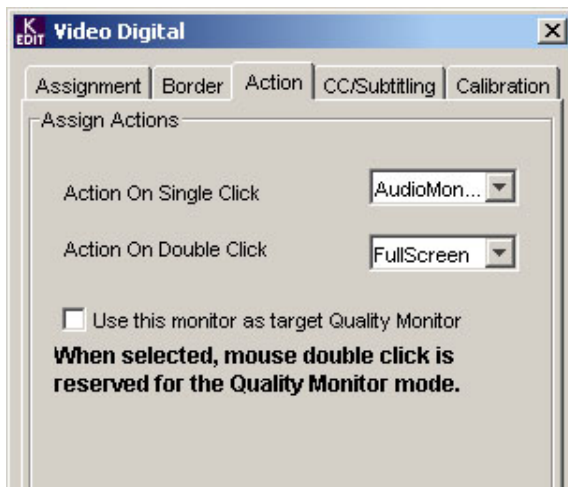 K
EDIT Video Digital
Assignment Border Action CC/Subtitling Calibration
Assign Actions
Action On Single Click AudioMon...
Action On Double Click FullScreen
Use this monitor as target Quality Monitor
When selected, mouse double click is
reserved for the Quality Monitor mode.